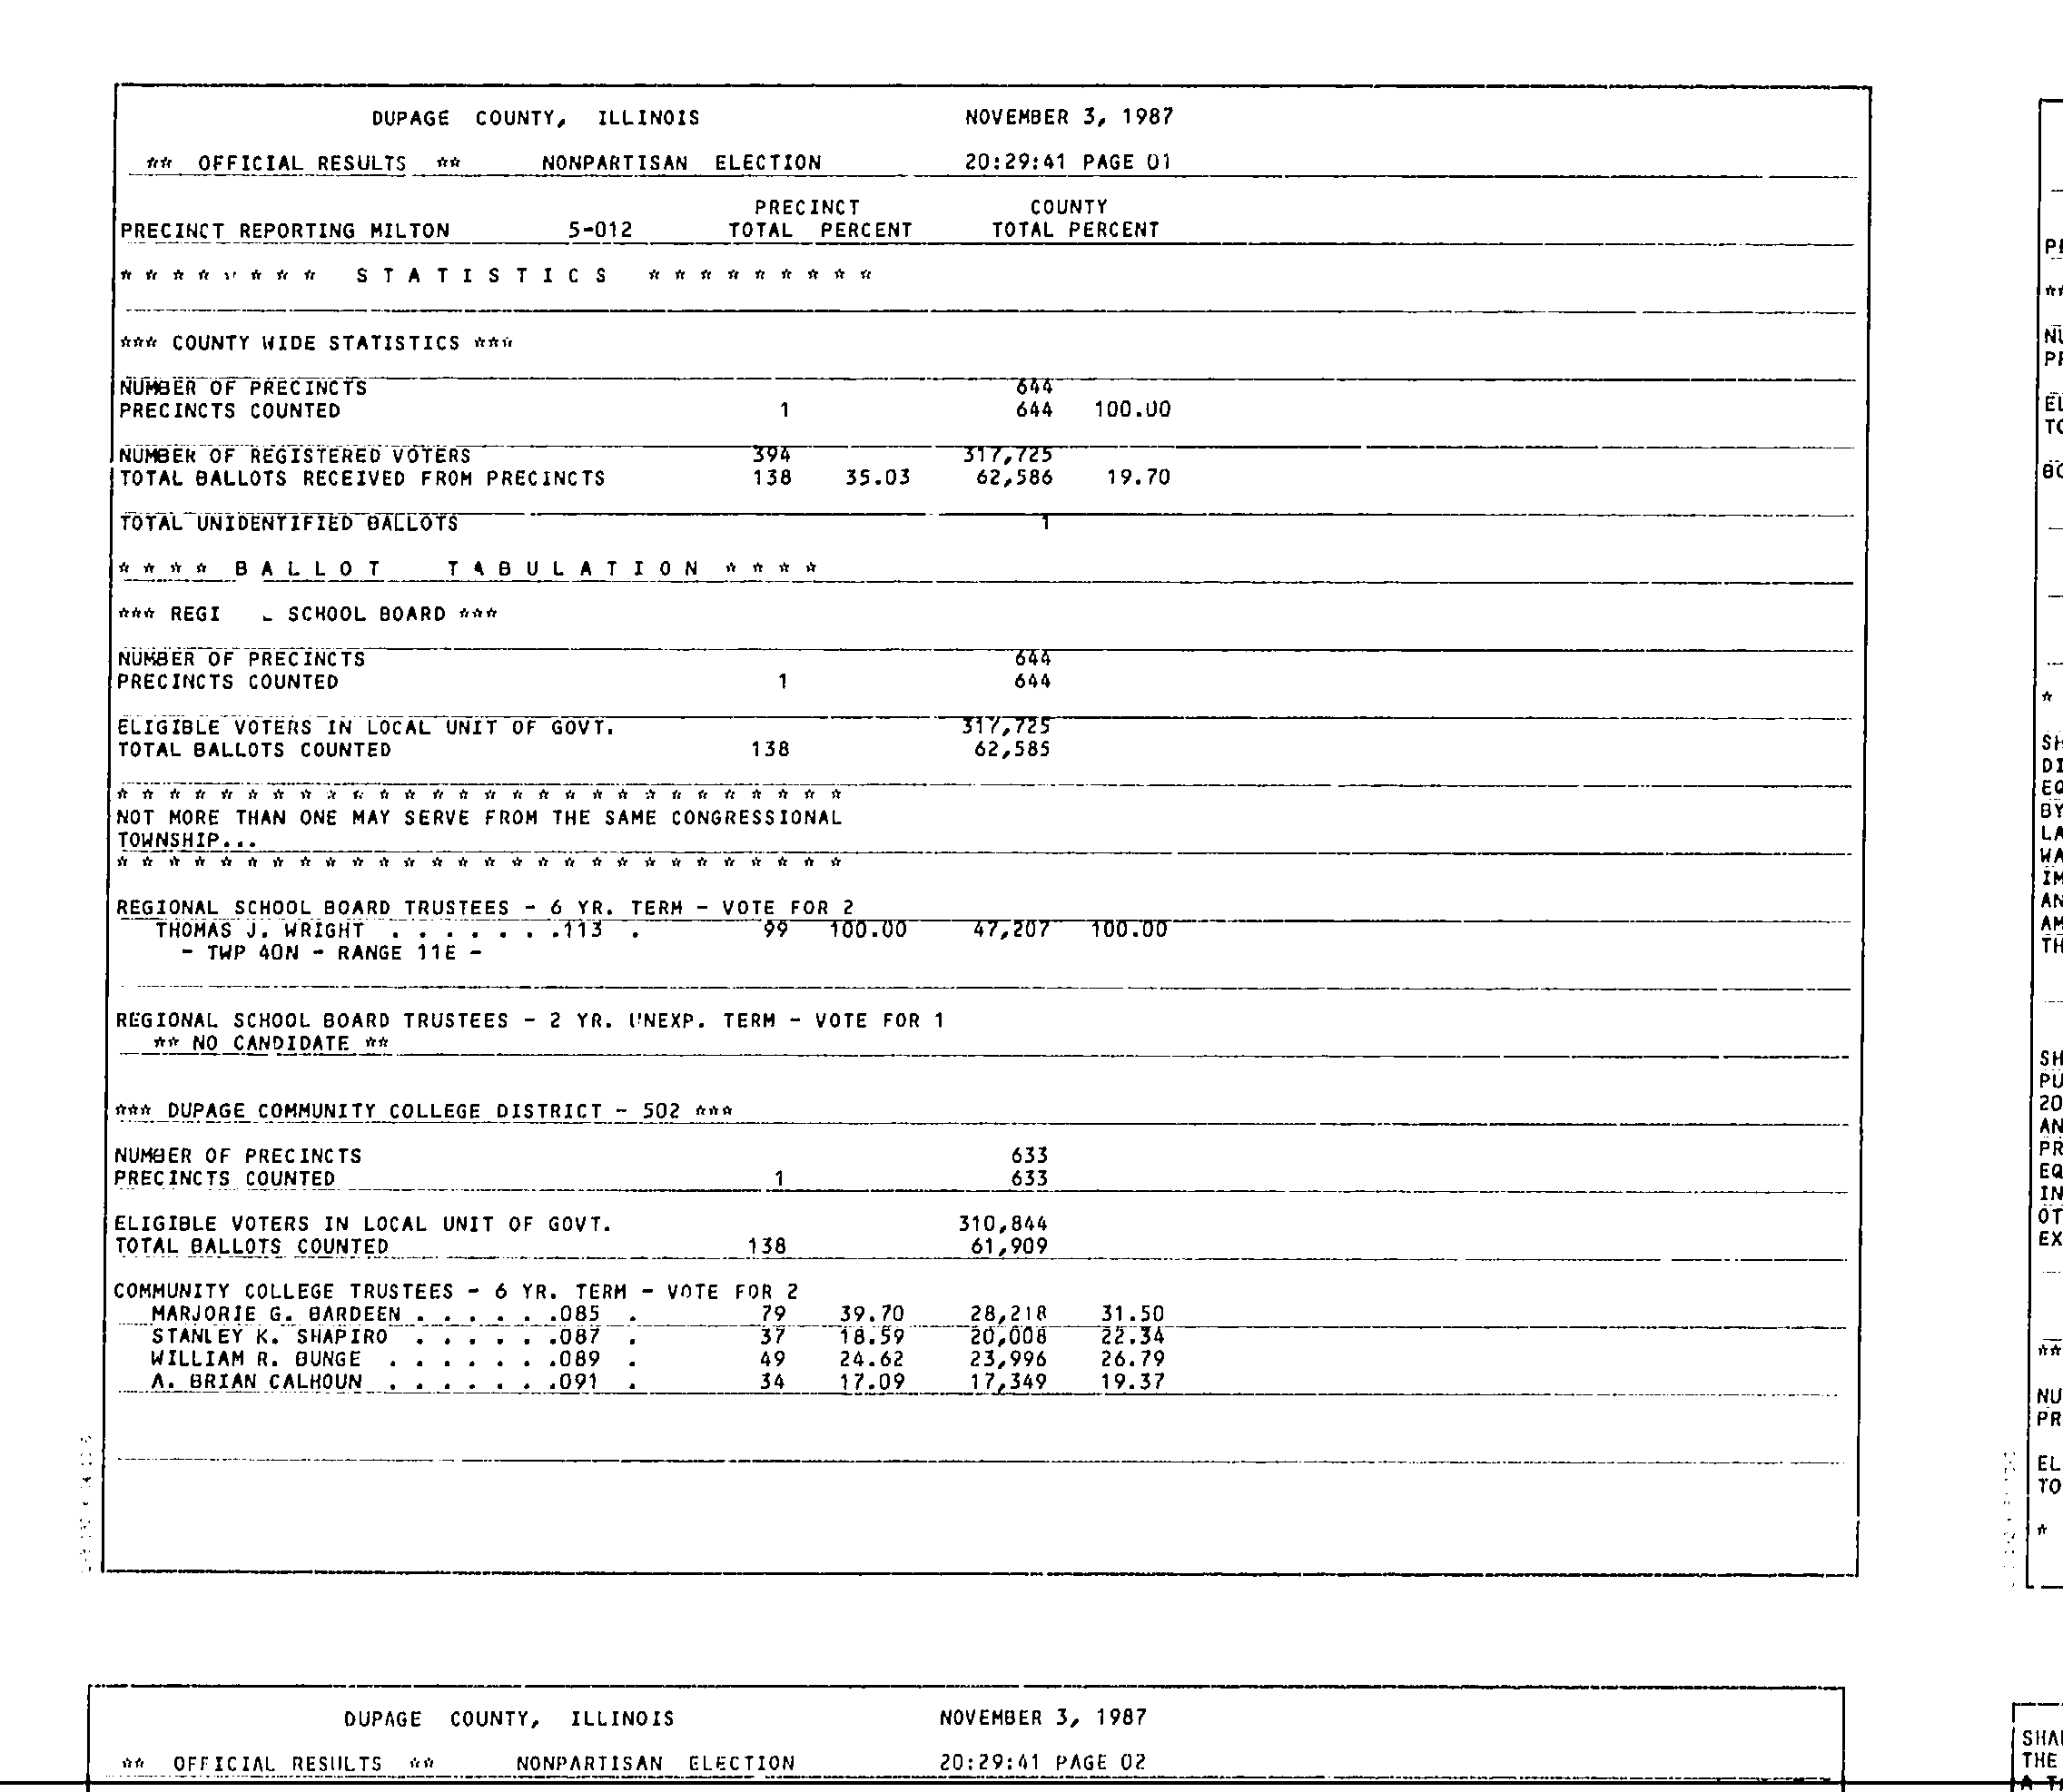 DUPAGE COUNTY, ILLINOIS NOVEMBER 3, 1987
** OFFICIAL RESULTS ** NONPARTISAN ELECTION 20:29:41 PAGE 01
PRECINCT COUNTY
PRECINCT REPORTING MILTON 5-012 TOTAL PERCENT TOTAL PERCENT
* * * * * * * * S T A T I S T I C S * * * * * * * * *
*** COUNTY WIDE STATISTICS ***
NUMBER OF PRECINCTS 644
PRECINCTS COUNTED 1 644 100.00
NUMBER OF REGISTERED VOTERS 394 317,725
TOTAL BALLOTS RECEIVED FROM PRECINCTS 138 35.03 62,586 19.70
TOTAL UNIDENTIFIED BALLOTS 1
* * * * B A L L O T T A B U L A T I O N * * * *
*** REGI SCHOOL BOARD ***
NUMBER OF PRECINCTS 644
PRECINCTS COUNTED 1 644
ELIGIBLE VOTERS IN LOCAL UNIT OF GOVT. 317,725
TOTAL BALLOTS COUNTED 138 62,585
* * * * * * * * * * * * * * * * * * * * * * * * * * * *
NOT MORE THAN ONE MAY SERVE FROM THE SAME CONGRESSIONAL
TOWNSHIP...
* * * * * * * * * * * * * * * * * * * * * * * * * * * *
REGIONAL SCHOOL BOARD TRUSTEES - 6 YR. TERM - VOTE FOR 2
THOMAS J. WRIGHT . . . . . . .113 . 99 100.00 47,207 100.00
- TWP 40N - RANGE 11E -
REGIONAL SCHOOL BOARD TRUSTEES - 2 YR. UNEXP. TERM - VOTE FOR 1
** NO CANDIDATE **
*** DUPAGE COMMUNITY COLLEGE DISTRICT - 502 ***
NUMBER OF PRECINCTS 633
PRECINCTS COUNTED 1 633
ELIGIBLE VOTERS IN LOCAL UNIT OF GOVT. 310,844
TOTAL BALLOTS COUNTED 138 61,909
COMMUNITY COLLEGE TRUSTEES - 6 YR. TERM - VOTE FOR 2
MARJORIE G. BARDEEN . . . . . .085 . 79 39.70 28,218 31.50
STANLEY K. SHAPIRO . . . . . .087 . 37 18.59 20,008 22.34
WILLIAM R. BUNGE . . . . . . .089 . 49 24.62 23,996 26.79
A. BRIAN CALHOUN . . . . . . .091 . 34 17.09 17,349 19.37
DUPAGE COUNTY, ILLINOIS NOVEMBER 3, 1987
** OFFICIAL RESULTS ** NONPARTISAN ELECTION 20:29:41 PAGE 02
**
*
**
*
THE